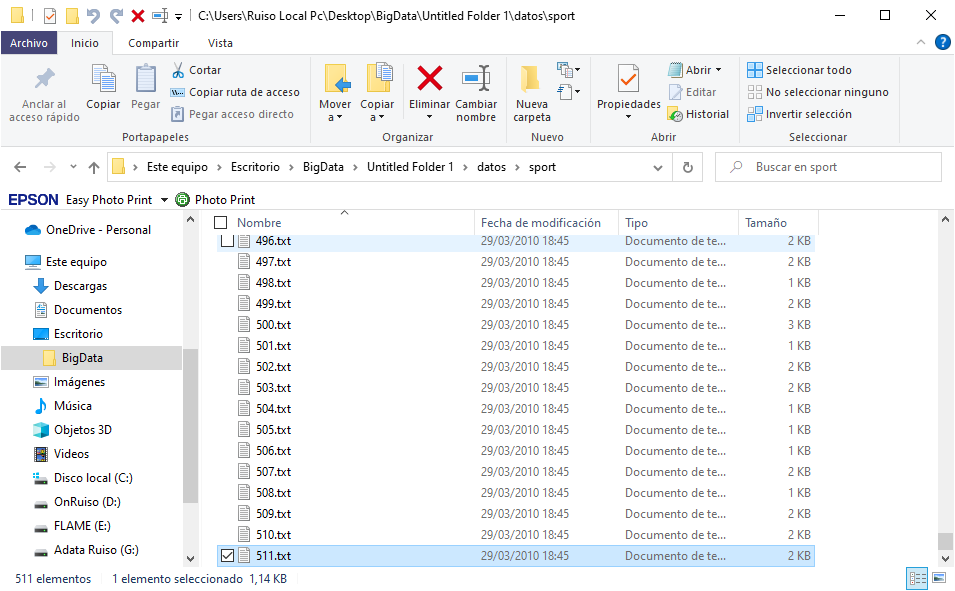 C:\Users\Ruiso Local Pc\Desktop\BigData\Untitled Folder 1\datos\sport
Archivo Inicio Compartir Vista
Anclar al acceso rápido
Copiar
Pegar
Cortar
Copiar ruta de acceso
Pegar acceso directo
Portapapeles
Mover a
Copiar a
Eliminar
Cambiar nombre
Organizar
Nueva carpeta
Nuevo
Propiedades
Abrir
Editar
Historial
Abrir
Seleccionar todo
No seleccionar ninguno
Invertir selección
Seleccionar
Este equipo > Escritorio > BigData > Untitled Folder 1 > datos > sport
Buscar en sport
EPSON Easy Photo Print Photo Print
OneDrive - Personal
Este equipo
Descargas
Documentos
Escritorio
BigData
Imágenes
Música
Objetos 3D
Videos
Disco local (C:)
OnRuiso (D:)
FLAME (E:)
Adata Ruiso (G:)
Nombre Fecha de modificación Tipo Tamaño
496.txt 29/03/2010 18:45 Documento de te... 2 KB
497.txt 29/03/2010 18:45 Documento de te... 2 KB
498.txt 29/03/2010 18:45 Documento de te... 1 KB
499.txt 29/03/2010 18:45 Documento de te... 2 KB
500.txt 29/03/2010 18:45 Documento de te... 3 KB
501.txt 29/03/2010 18:45 Documento de te... 1 KB
502.txt 29/03/2010 18:45 Documento de te... 2 KB
503.txt 29/03/2010 18:45 Documento de te... 2 KB
504.txt 29/03/2010 18:45 Documento de te... 1 KB
505.txt 29/03/2010 18:45 Documento de te... 1 KB
506.txt 29/03/2010 18:45 Documento de te... 1 KB
507.txt 29/03/2010 18:45 Documento de te... 2 KB
508.txt 29/03/2010 18:45 Documento de te... 1 KB
509.txt 29/03/2010 18:45 Documento de te... 2 KB
510.txt 29/03/2010 18:45 Documento de te... 2 KB
511.txt 29/03/2010 18:45 Documento de te... 2 KB
511 elementos 1 elemento seleccionado 1,14 KB